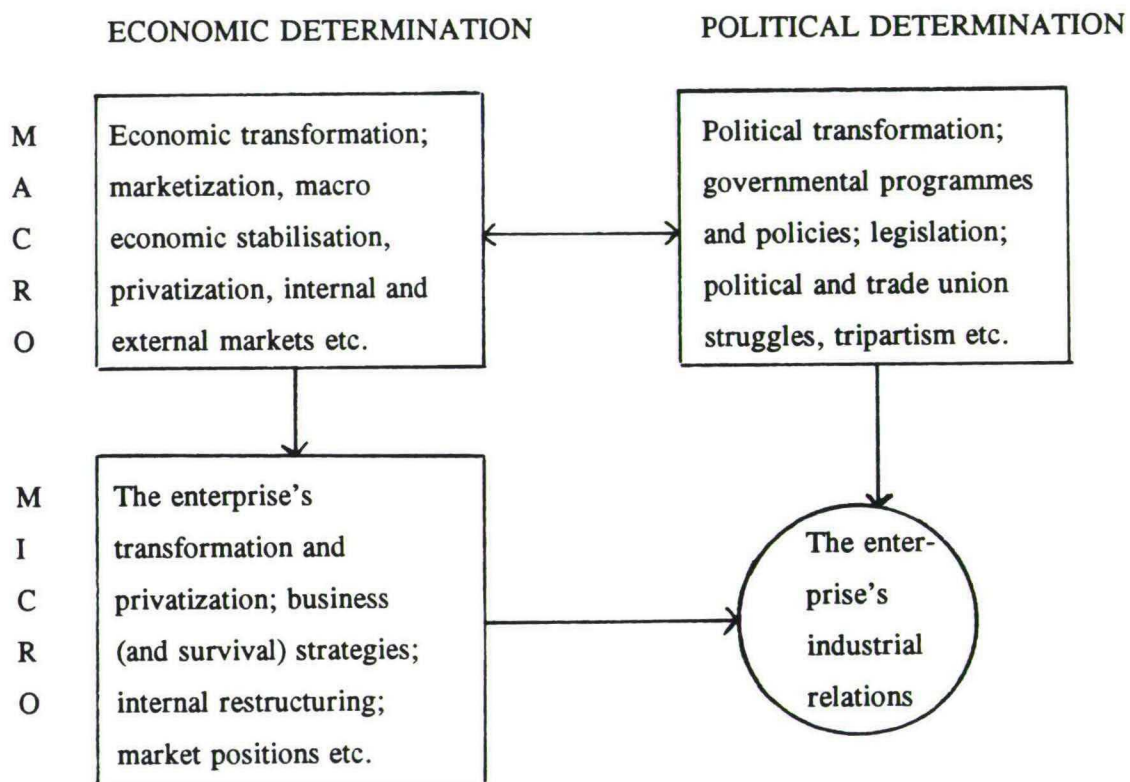 ECONOMIC DETERMINATION
POLITICAL DETERMINATION
M
A
C
R
O
Economic transformation;
marketization, macro
economic stabilisation,
privatization, internal and
external markets etc.
Political transformation;
governmental programmes
and policies; legislation;
political and trade union
struggles, tripartism etc.
M
I
C
R
O
The enterprise's
transformation and
privatization; business
(and survival) strategies;
internal restructuring;
market positions etc.
The enter-
prise's
industrial
relations